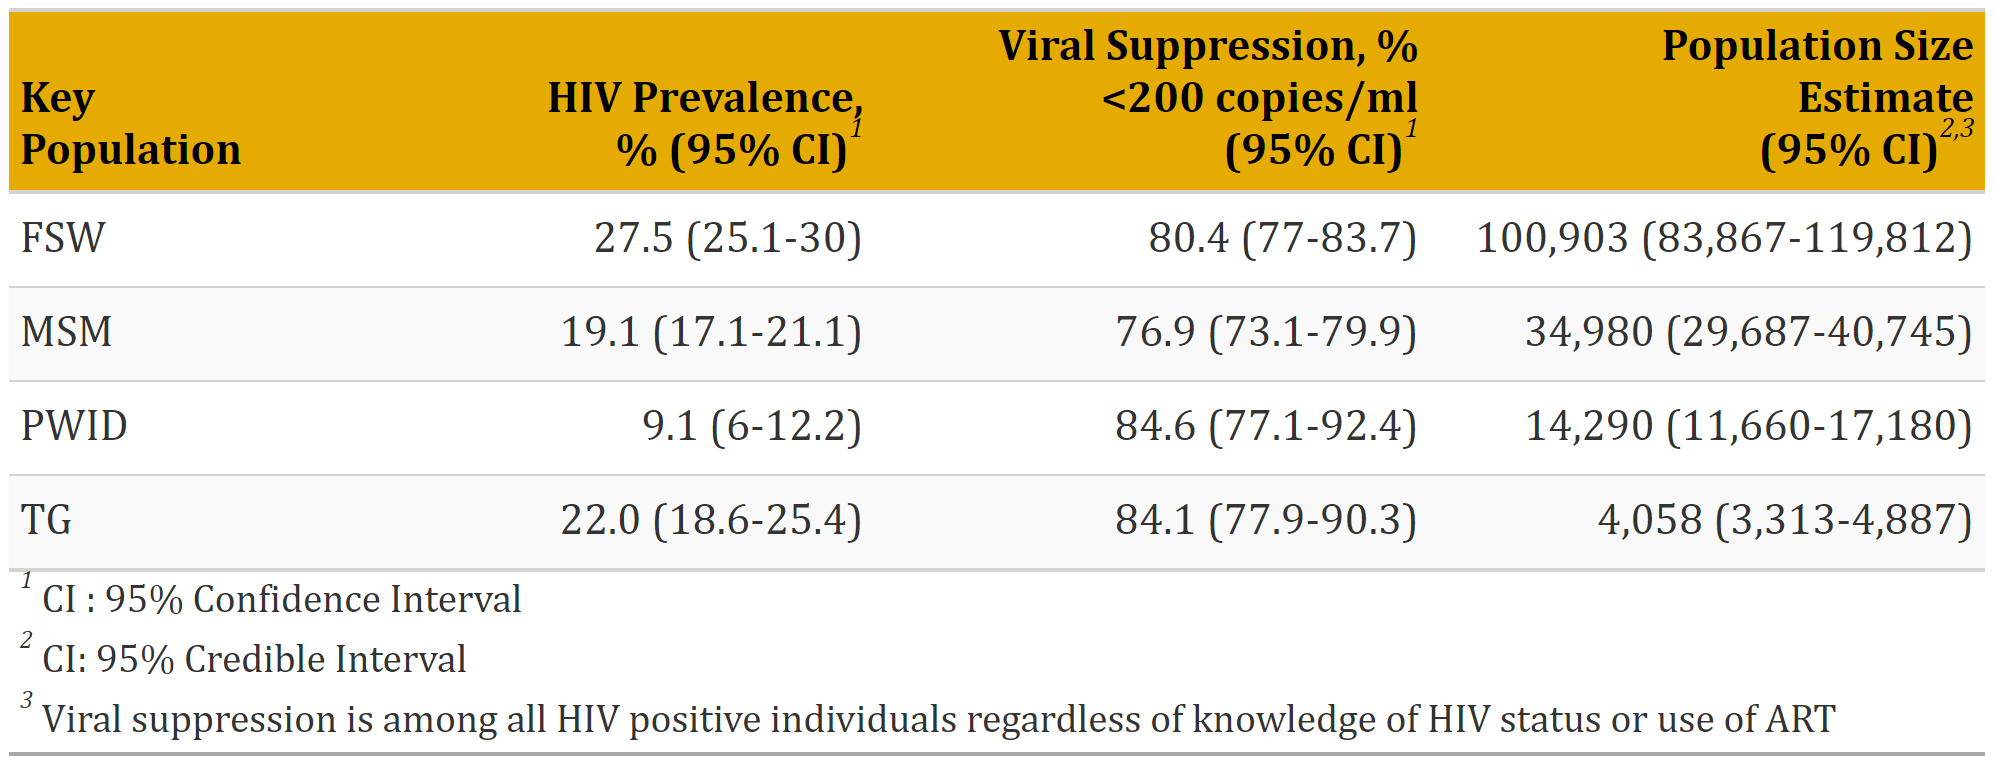 Key Population	HIV Prevalence, % (95% CI)1	Viral Suppression, % <200 copies/ml (95% CI)1	Population Size Estimate (95% CI)2,3
FSW	27.5 (25.1-30)	80.4 (77-83.7)	100,903 (83,867-119,812)
MSM	19.1 (17.1-21.1)	76.9 (73.1-79.9)	34,980 (29,687-40,745)
PWID	9.1 (6-12.2)	84.6 (77.1-92.4)	14,290 (11,660-17,180)
TG	22.0 (18.6-25.4)	84.1 (77.9-90.3)	4,058 (3,313-4,887)
1 CI : 95% Confidence Interval
2 CI: 95% Credible Interval
3 Viral suppression is among all HIV positive individuals regardless of knowledge of HIV status or use of ART